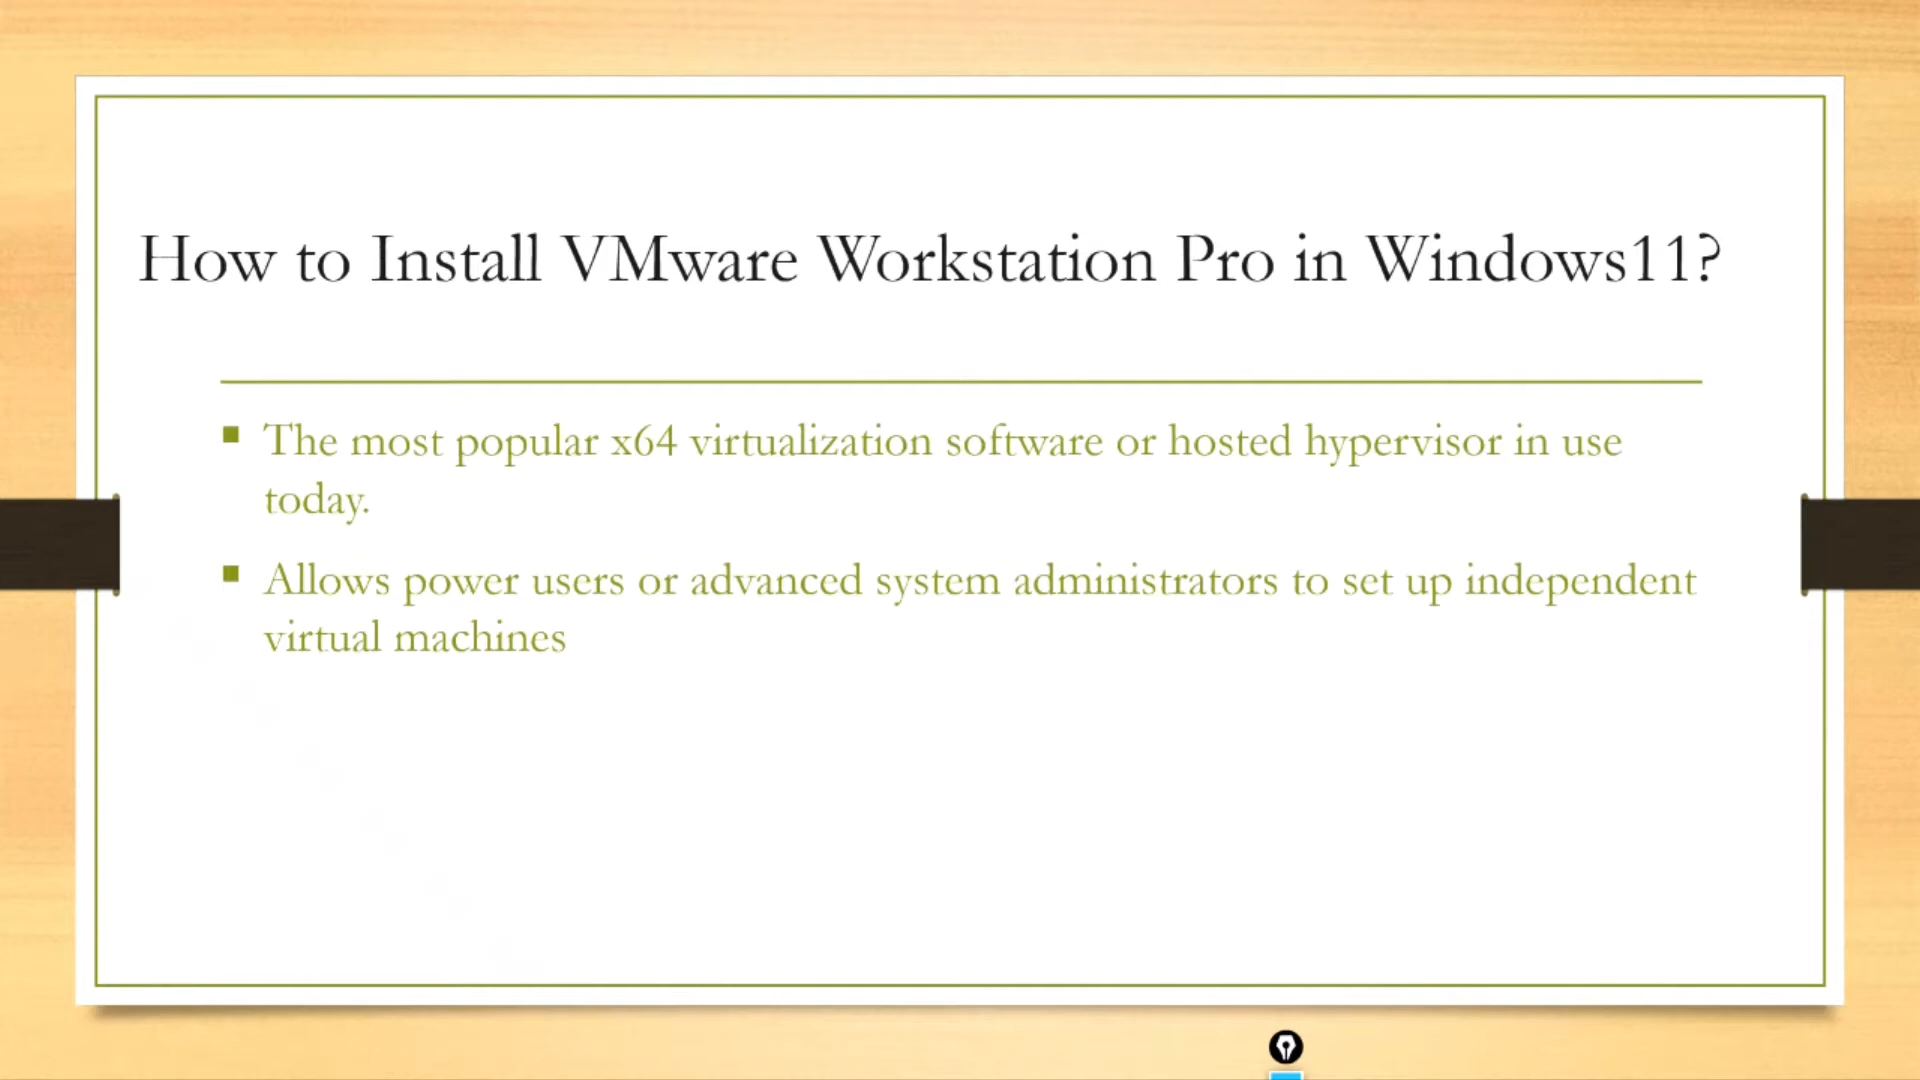 How to Install VMware Workstation Pro in Windows11?
The most popular x64 virtualization software or hosted hypervisor in use
today.
Allows power users or advanced system administrators to set up independent
virtual machines